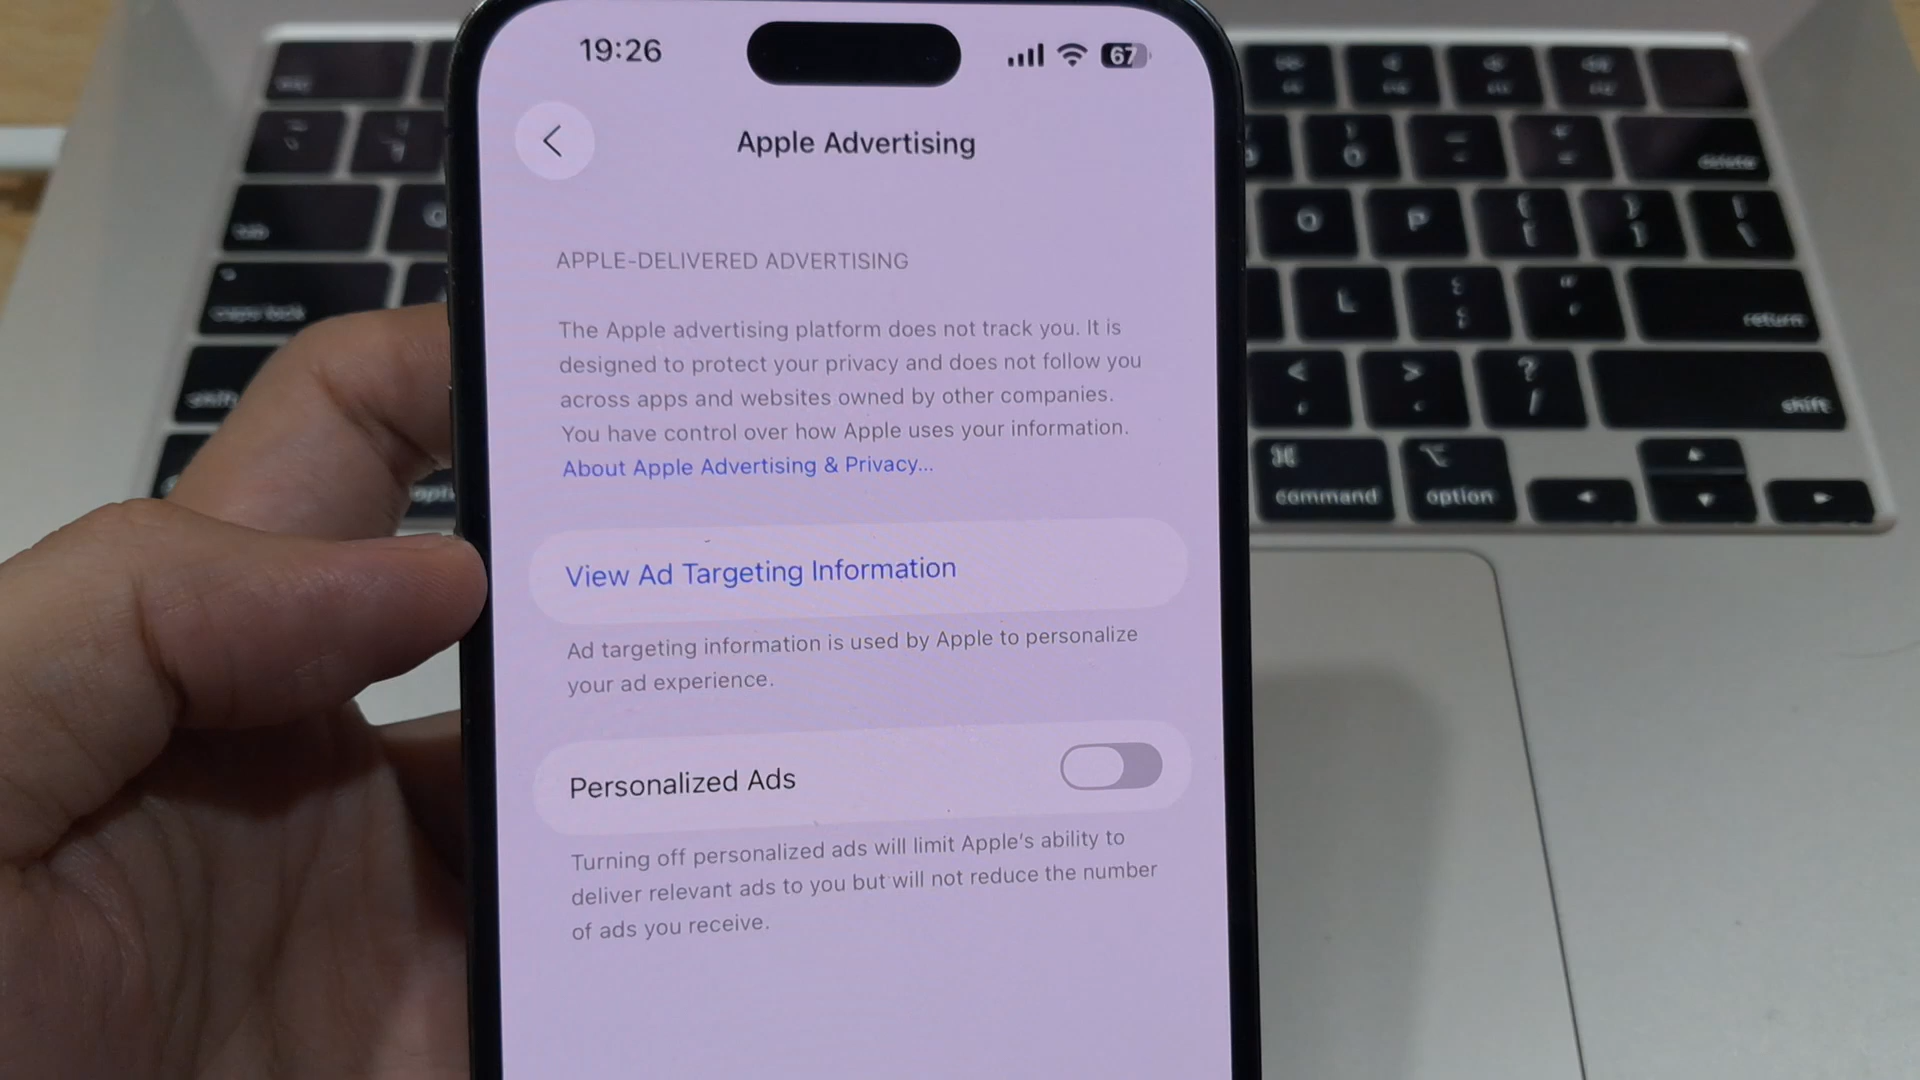 19:26
67
Apple Advertising
APPLE-DELIVERED ADVERTISING
The Apple advertising platform does not track you. It is
designed to protect your privacy and does not follow you
across apps and websites owned by other companies.
You have control over how Apple uses your information.
About Apple Advertising & Privacy...
View Ad Targeting Information
Ad targeting information is used by Apple to personalize
your ad experience.
Personalized Ads
Turning off personalized ads will limit Apple's ability to
deliver relevant ads to you but will not reduce the number
of ads you receive.
delete
tab
O
P
caps lock
L
return
shift
shift
command
option